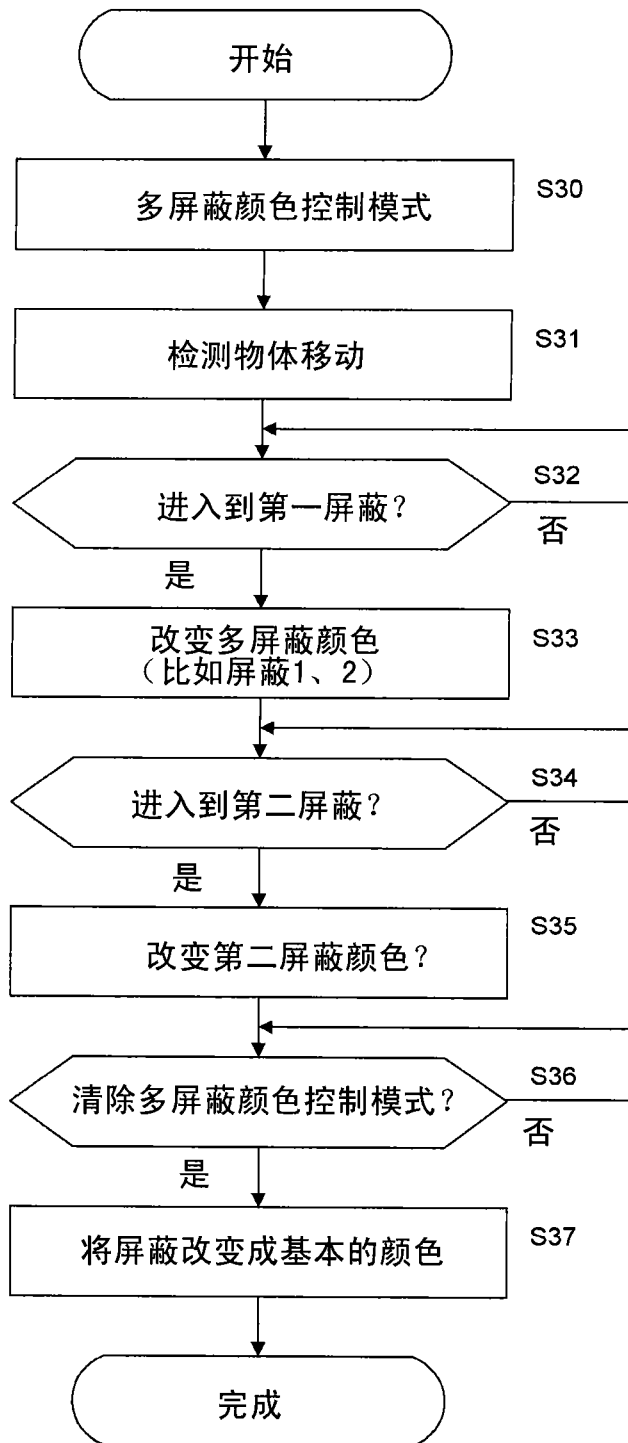 开始
多屏蔽颜色控制模式
S30
检测物体移动
S31
进入到第一屏蔽?
S32
否
是
改变多屏蔽颜色
(比如屏蔽1、2)
S33
进入到第二屏蔽?
S34
否
是
改变第二屏蔽颜色?
S35
清除多屏蔽颜色控制模式?
S36
否
是
将屏蔽改变成基本的颜色
S37
完成